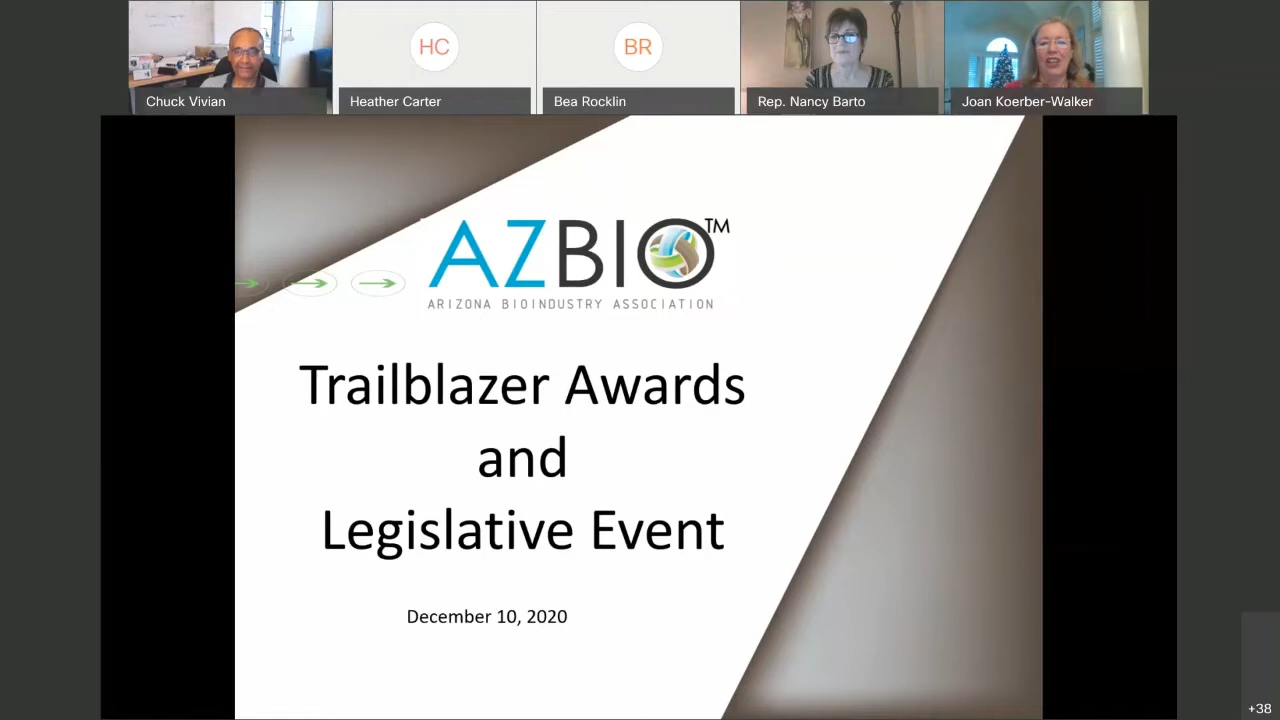 HC
BR
Chuck Vivian
Heather Carter
Bea Rocklin
Rep. Nancy Barto
Joan Koerber-Walker
AZBIO™
ARIZONA BIOINDUSTRY ASSOCIATION
Trailblazer Awards
and
Legislative Event
December 10, 2020
+38